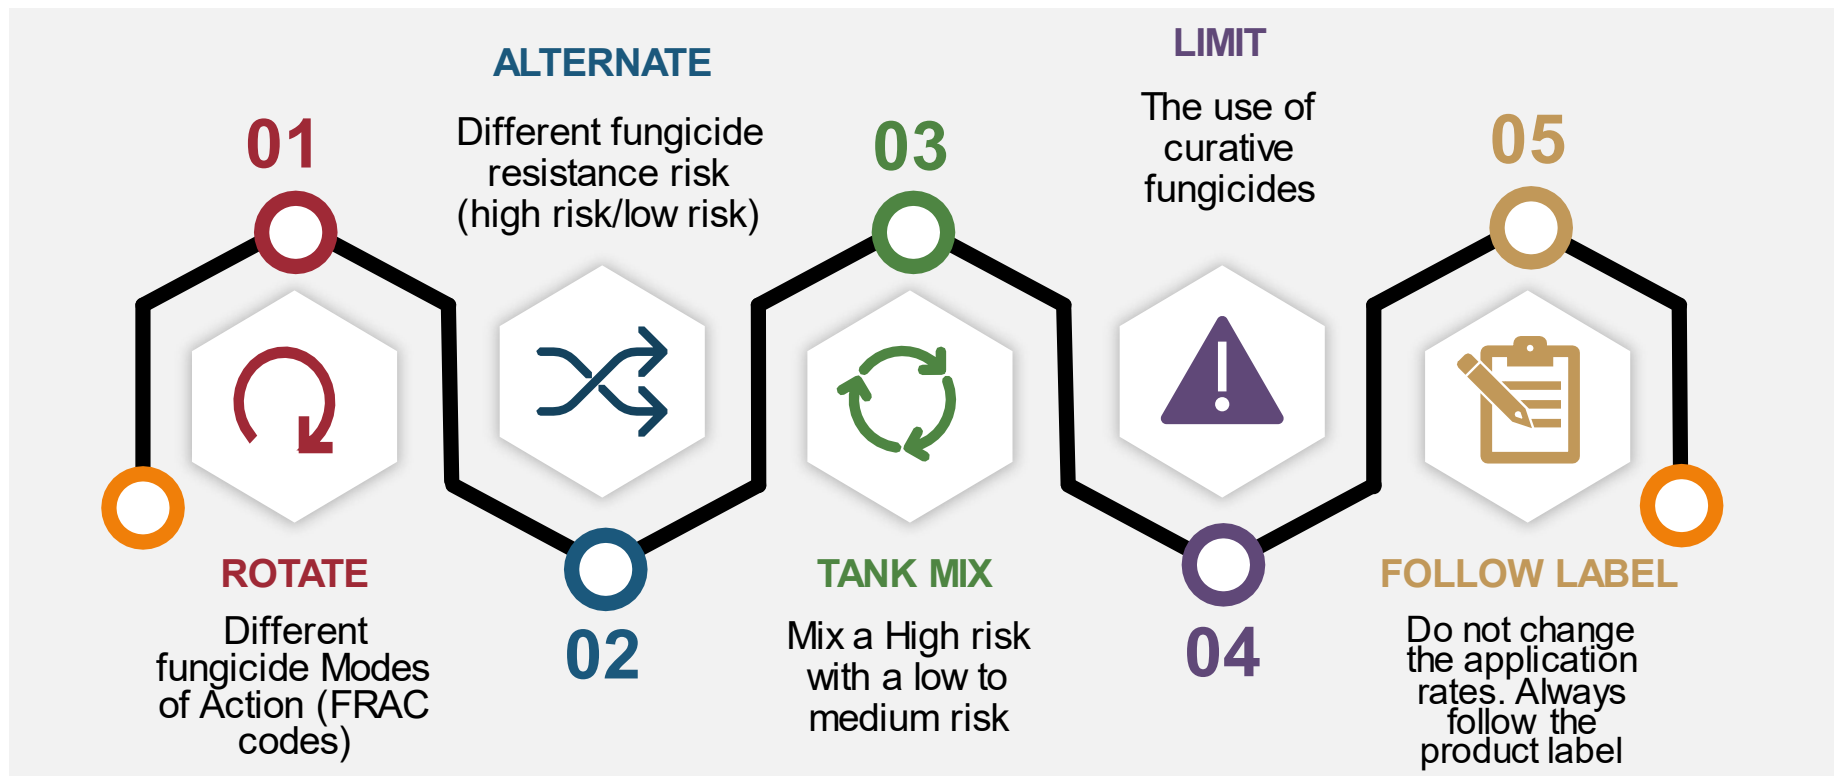 01
ROTATE
Different
fungicide Modes
of Action (FRAC
codes)
ALTERNATE
Different fungicide
resistance risk
(high risk/low risk)
02
03
TANK MIX
Mix a High risk
with a low to
medium risk
LIMIT
The use of
curative
fungicides
04
05
FOLLOW LABEL
Do not change
the application
rates. Always
follow the
product label